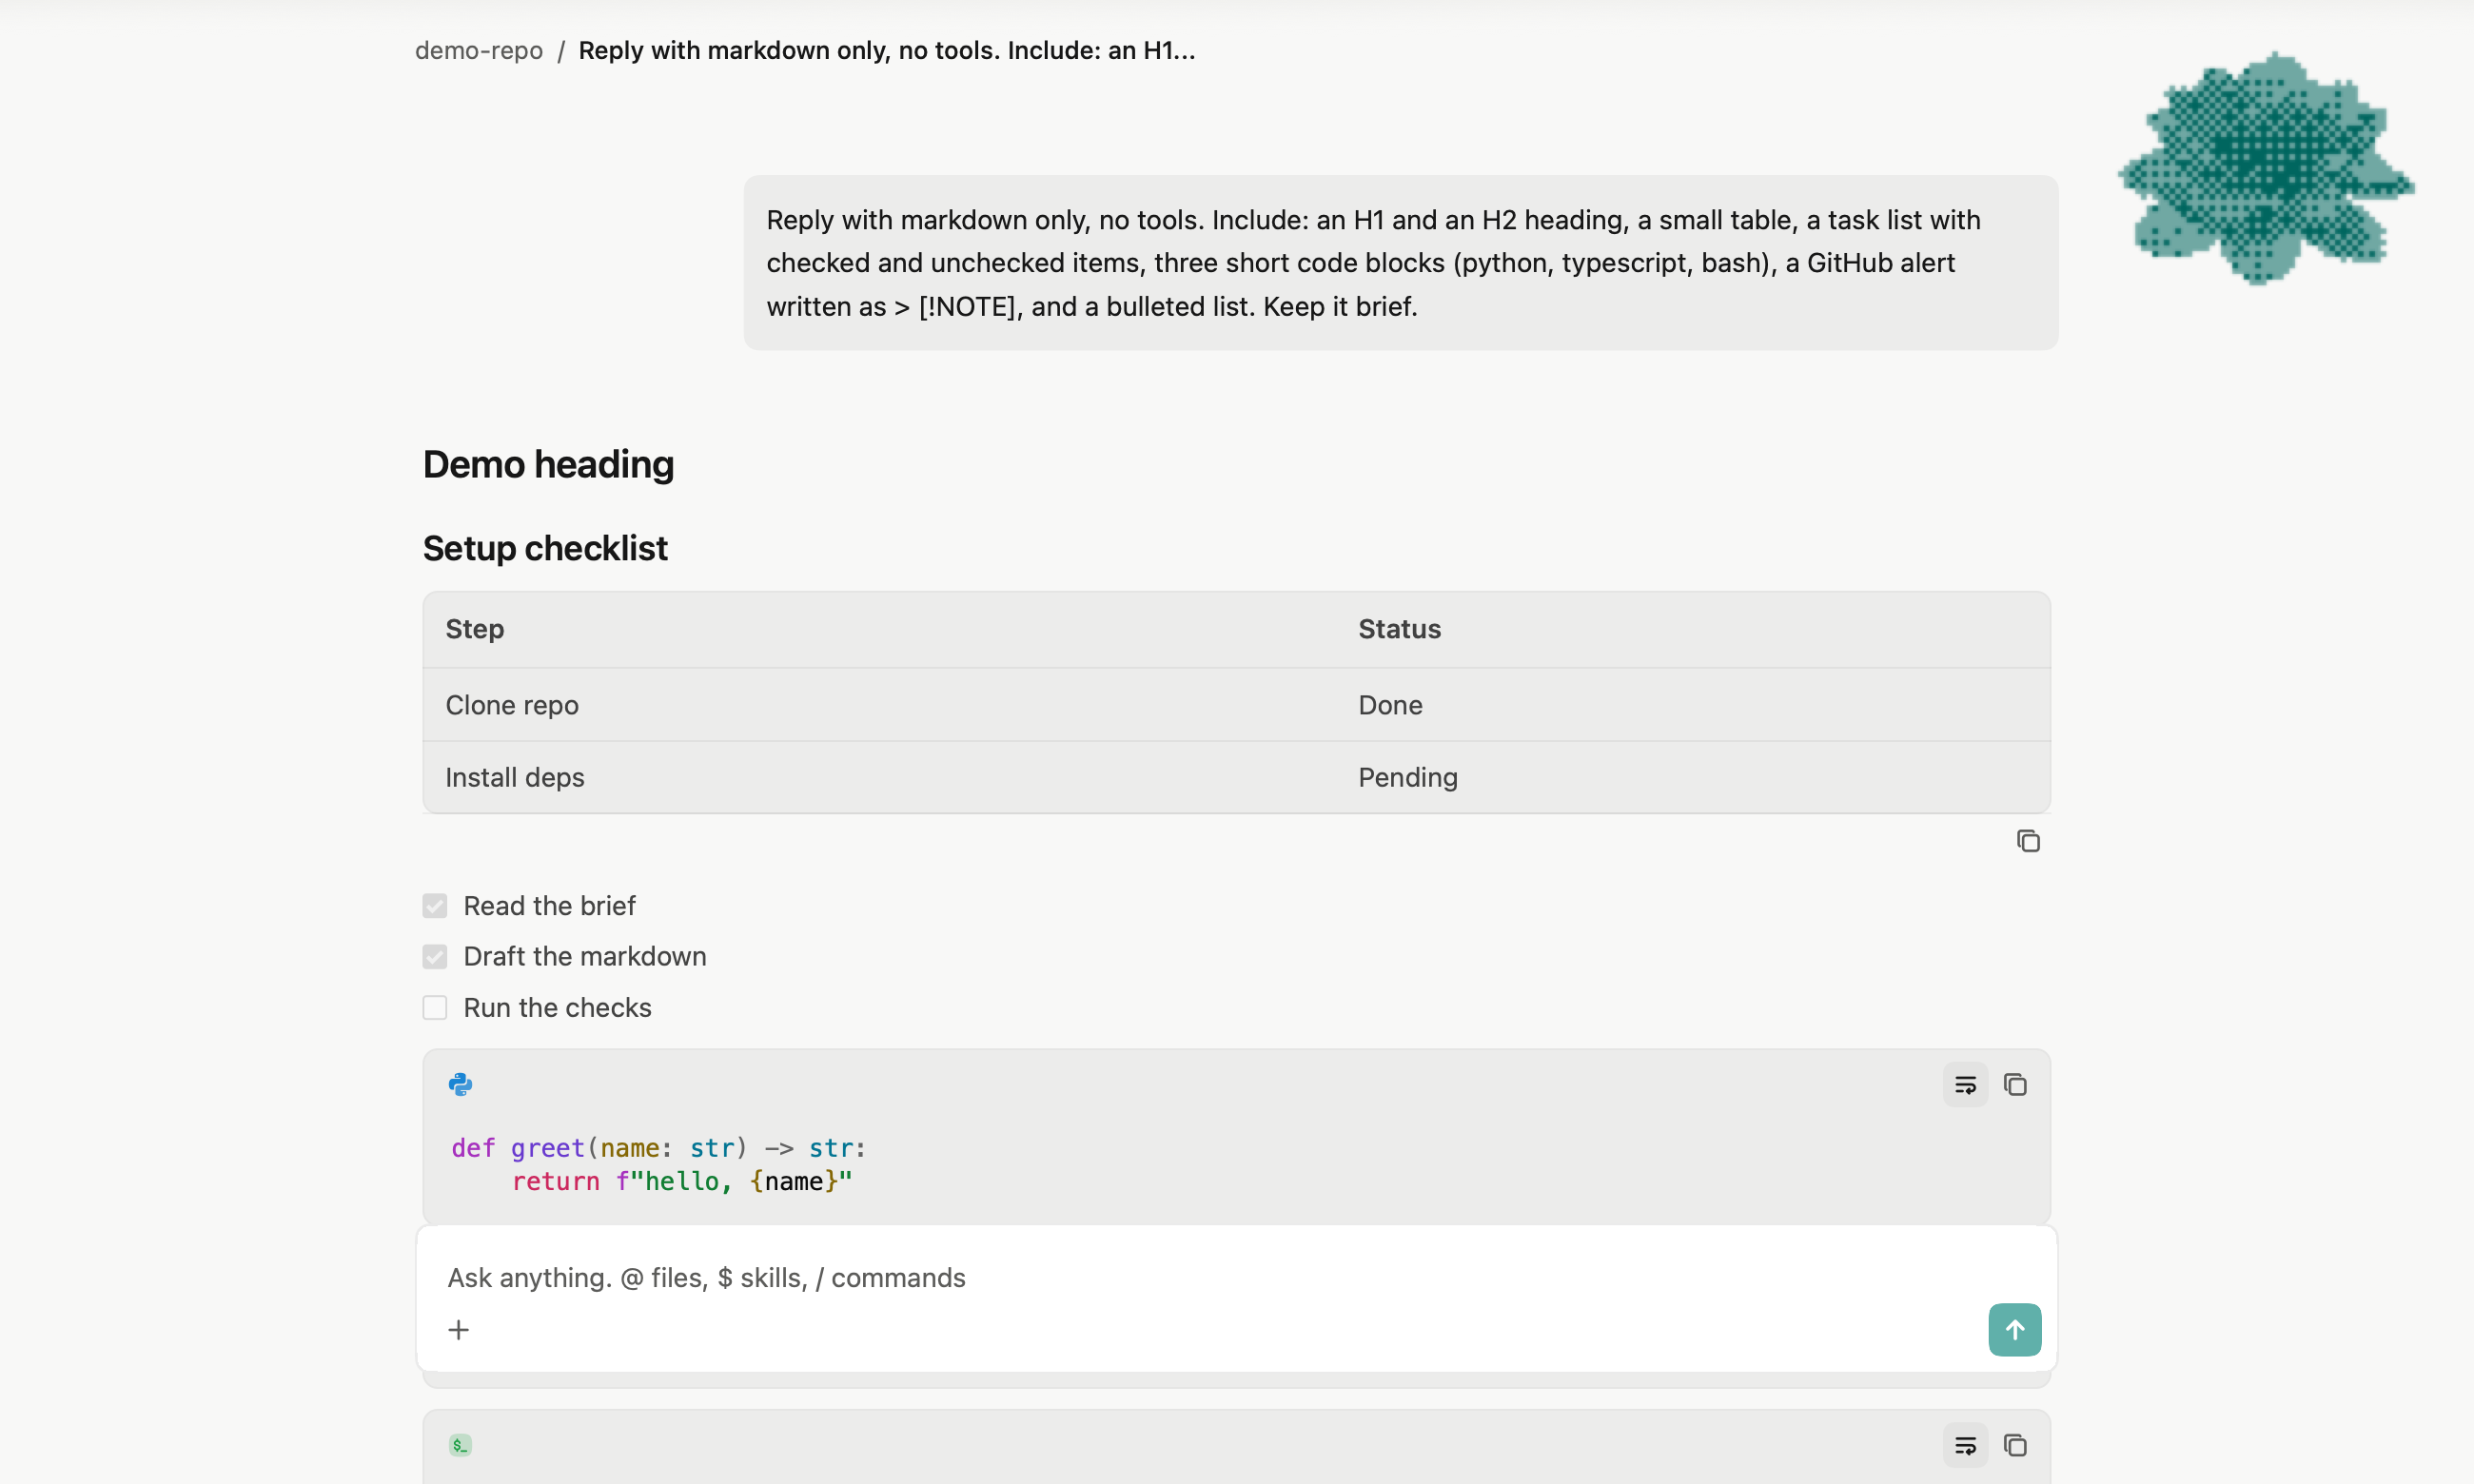 demo-repo / Reply with markdown only, no tools. Include: an H1...
Reply with markdown only, no tools. Include: an H1 and an H2 heading, a small table, a task list with
checked and unchecked items, three short code blocks (python, typescript, bash), a GitHub alert
written as > [!NOTE], and a bulleted list. Keep it brief.
Demo heading
Setup checklist
Step Status
Clone repo Done
Install deps Pending
Read the brief
Draft the markdown
Run the checks
def greet(name: str) -> str:
    return f"hello, {name}"
Ask anything. @ files, $ skills, / commands
$_